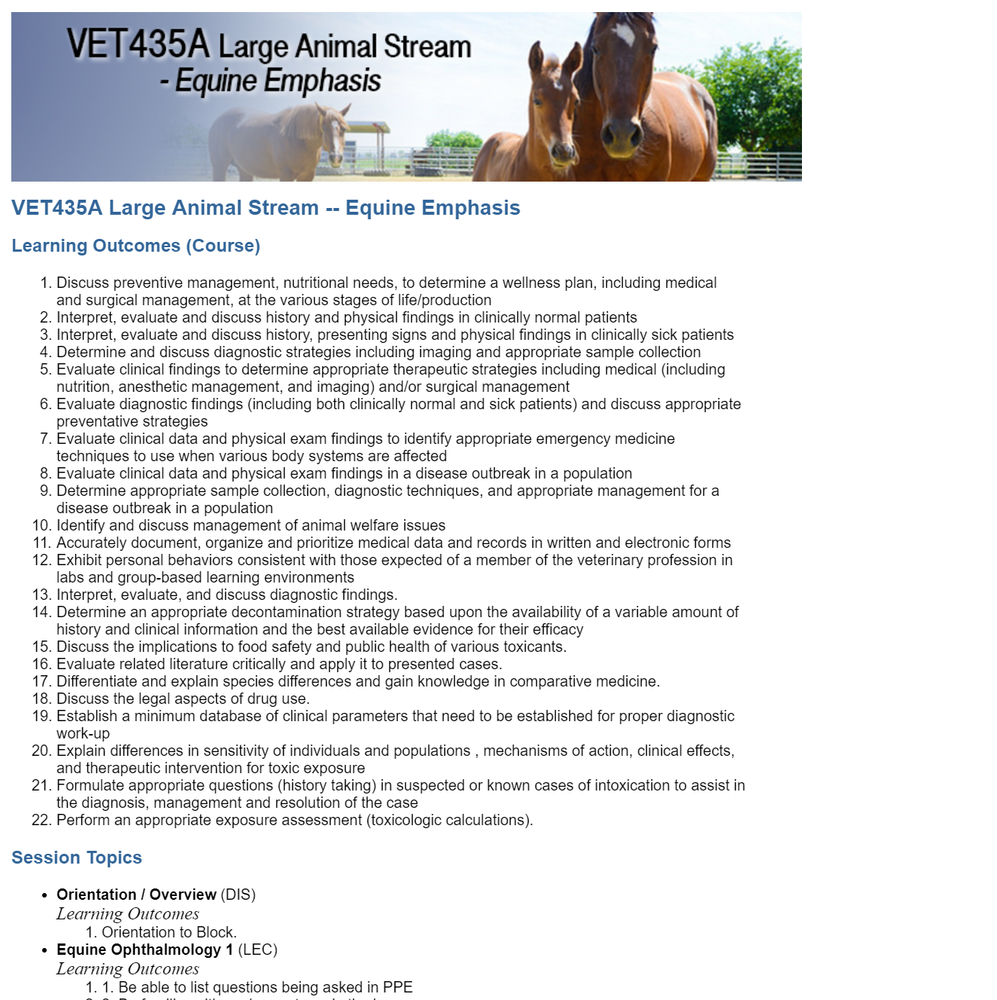 VET435A Large Animal Stream
- Equine Emphasis
VET435A Large Animal Stream -- Equine Emphasis
Learning Outcomes (Course)
1. Discuss preventive management, nutritional needs, to determine a wellness plan, including medical
and surgical management, at the various stages of life/production
2. Interpret, evaluate and discuss history and physical findings in clinically normal patients
3. Interpret, evaluate and discuss history, presenting signs and physical findings in clinically sick patients
4. Determine and discuss diagnostic strategies including imaging and appropriate sample collection
5. Evaluate clinical findings to determine appropriate therapeutic strategies including medical (including
nutrition, anesthetic management, and imaging) and/or surgical management
6. Evaluate diagnostic findings (including both clinically normal and sick patients) and discuss appropriate
preventative strategies
7. Evaluate clinical data and physical exam findings to identify appropriate emergency medicine
techniques to use when various body systems are affected
8. Evaluate clinical data and physical exam findings in a disease outbreak in a population
9. Determine appropriate sample collection, diagnostic techniques, and appropriate management for a
disease outbreak in a population
10. Identify and discuss management of animal welfare issues
11. Accurately document, organize and prioritize medical data and records in written and electronic forms
12. Exhibit personal behaviors consistent with those expected of a member of the veterinary profession in
labs and group-based learning environments
13. Interpret, evaluate, and discuss diagnostic findings.
14. Determine an appropriate decontamination strategy based upon the availability of a variable amount of
history and clinical information and the best available evidence for their efficacy
15. Discuss the implications to food safety and public health of various toxicants.
16. Evaluate related literature critically and apply it to presented cases.
17. Differentiate and explain species differences and gain knowledge in comparative medicine.
18. Discuss the legal aspects of drug use.
19. Establish a minimum database of clinical parameters that need to be established for proper diagnostic
work-up
20. Explain differences in sensitivity of individuals and populations , mechanisms of action, clinical effects,
and therapeutic intervention for toxic exposure
21. Formulate appropriate questions (history taking) in suspected or known cases of intoxication to assist in
the diagnosis, management and resolution of the case
22. Perform an appropriate exposure assessment (toxicologic calculations).
Session Topics
• Orientation / Overview (DIS)
Learning Outcomes
1. Orientation to Block.
• Equine Ophthalmology 1 (LEC)
Learning Outcomes
1. 1. Be able to list questions being asked in PPE